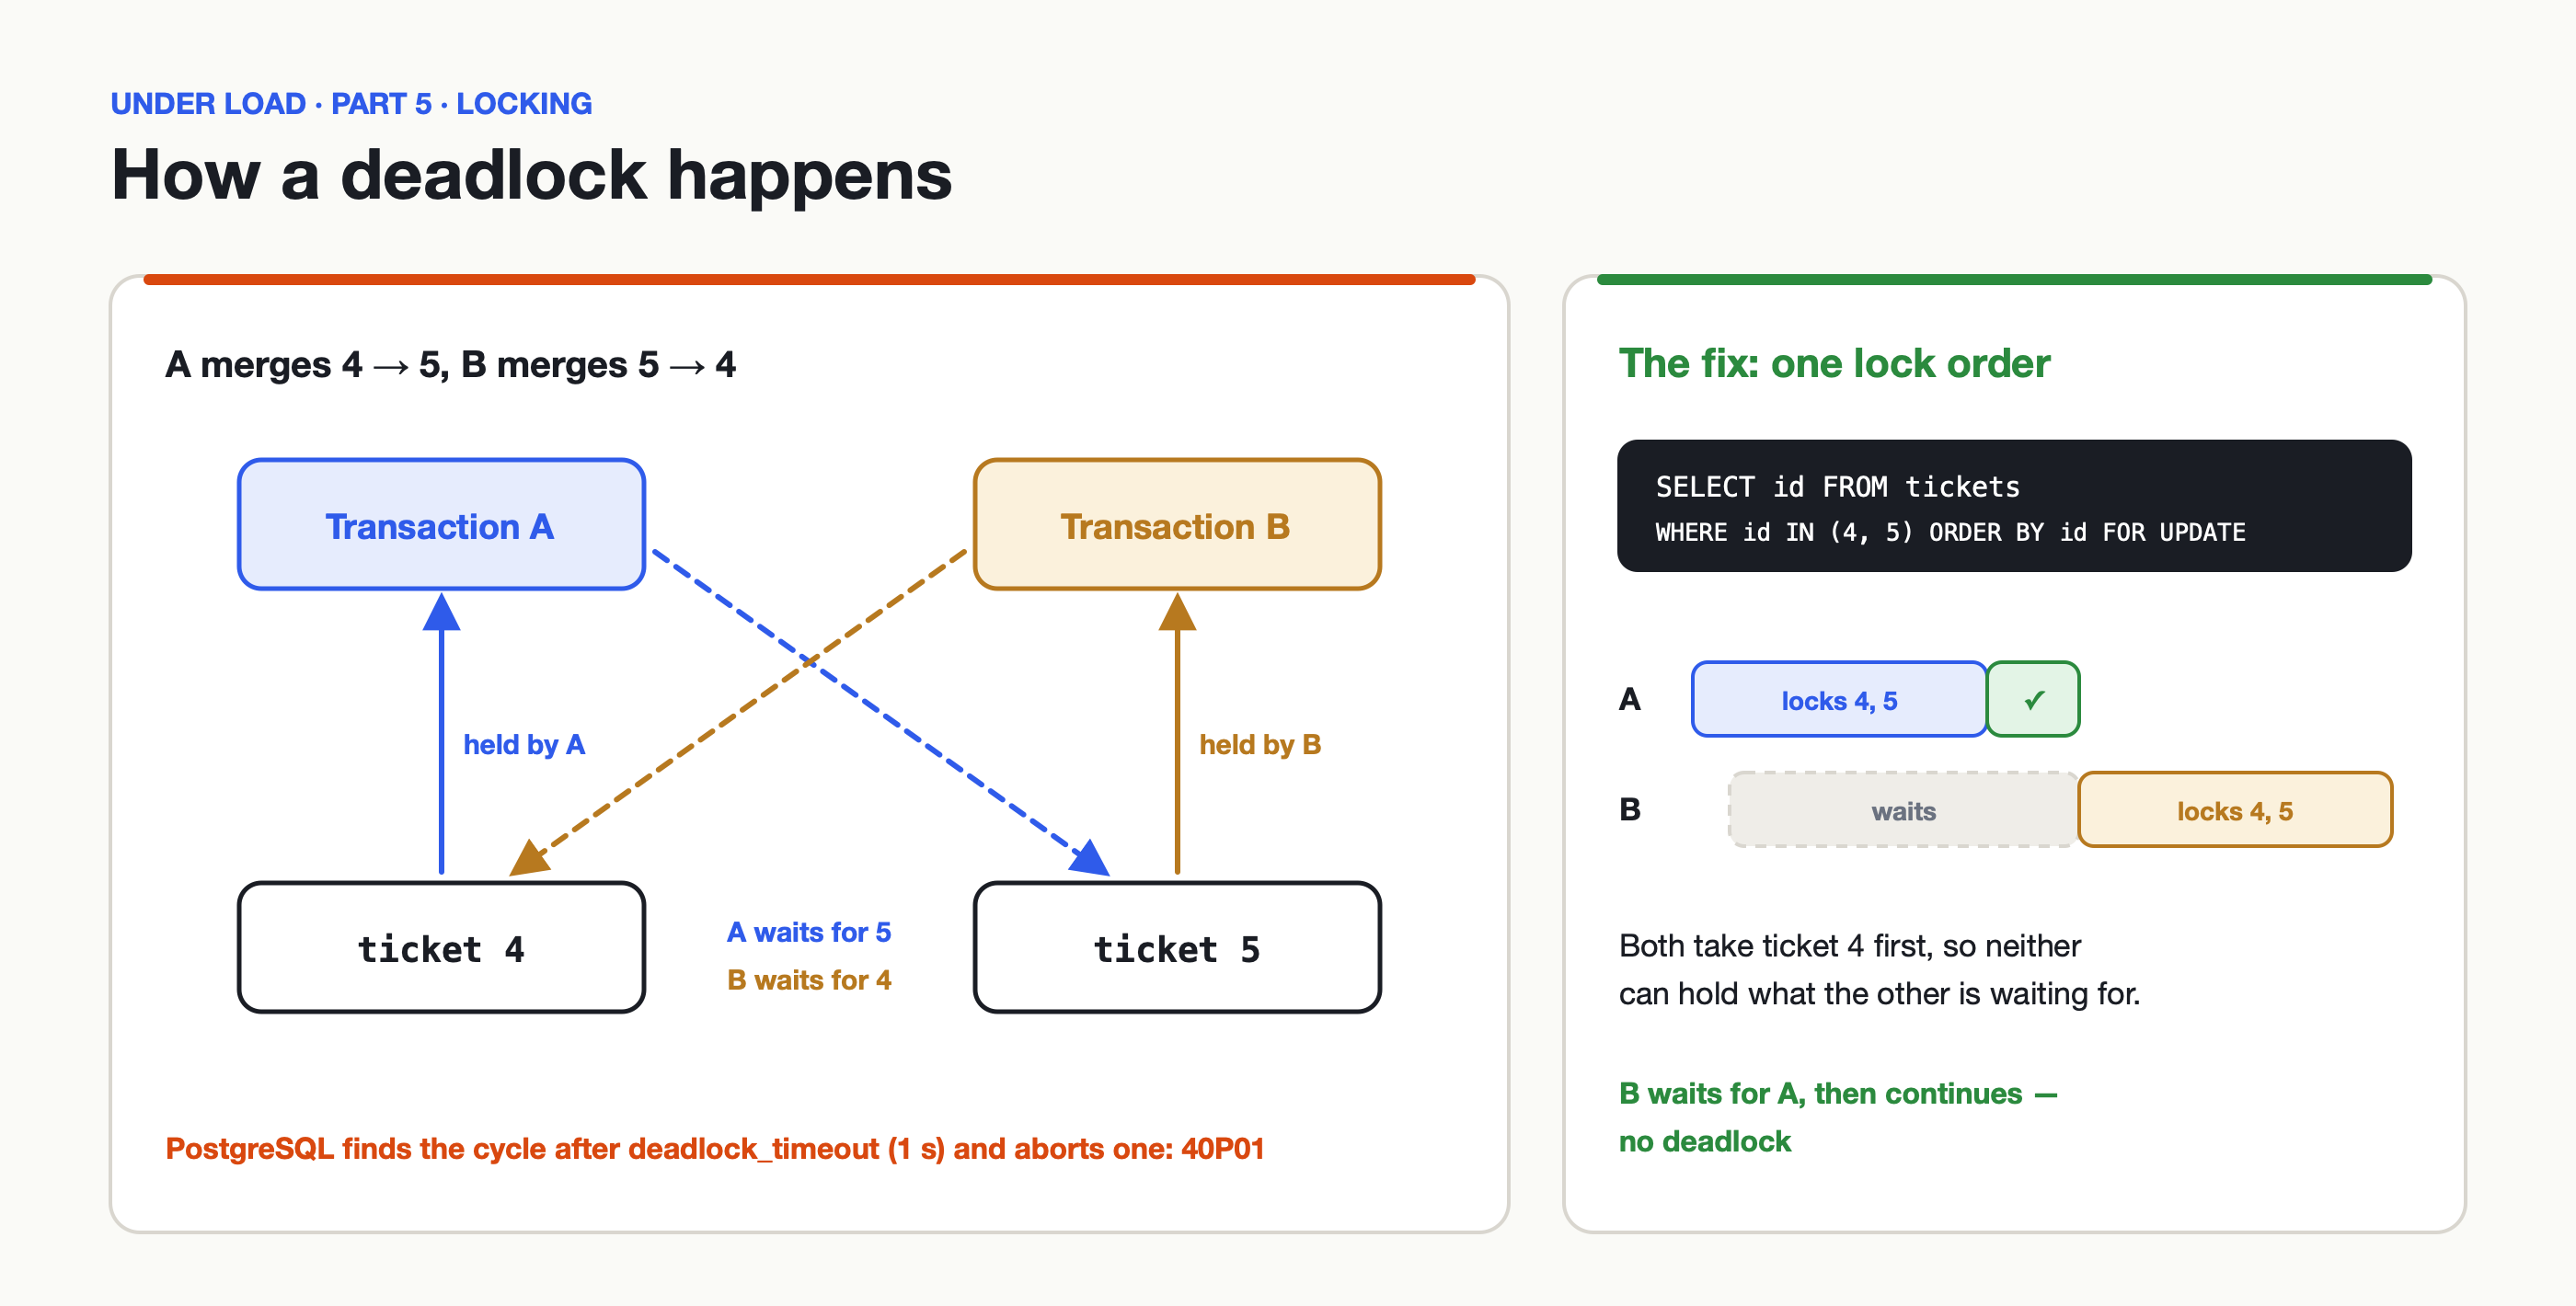 UNDER LOAD · PART 5 · LOCKING
How a deadlock happens
A merges 4 → 5, B merges 5 → 4
Transaction A
Transaction B
held by A
held by B
ticket 4
A waits for 5
B waits for 4
ticket 5
PostgreSQL finds the cycle after deadlock_timeout (1 s) and aborts one: 40P01
The fix: one lock order
SELECT id FROM tickets
WHERE id IN (4, 5) ORDER BY id FOR UPDATE
A
locks 4, 5
✓
B
waits
locks 4, 5
Both take ticket 4 first, so neither
can hold what the other is waiting for.
B waits for A, then continues —
no deadlock